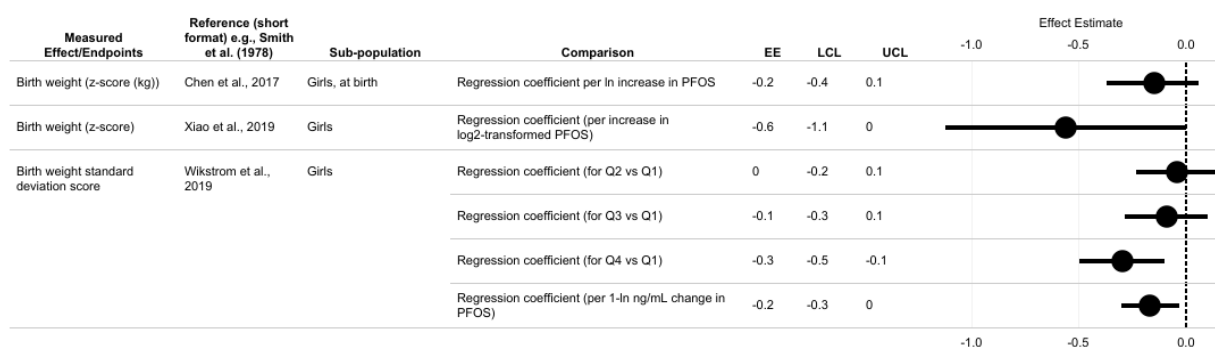 Effect Estimate
Measured Effect/Endpoints Reference (short format) e.g., Smith et al. (1978) Sub-population Comparison EE LCL UCL -1.0 -0.5 0.0
Birth weight (z-score (kg)) Chen et al., 2017 Girls, at birth Regression coefficient per ln increase in PFOS -0.2 -0.4 0.1
Birth weight (z-score) Xiao et al., 2019 Girls Regression coefficient (per increase in log2-transformed PFOS) -0.6 -1.1 0
Birth weight standard deviation score Wikstrom et al., 2019 Girls Regression coefficient (for Q2 vs Q1) 0 -0.2 0.1
Regression coefficient (for Q3 vs Q1) -0.1 -0.3 0.1
Regression coefficient (for Q4 vs Q1) -0.3 -0.5 -0.1
Regression coefficient (per 1-ln ng/mL change in PFOS) -0.2 -0.3 0
-1.0 -0.5 0.0